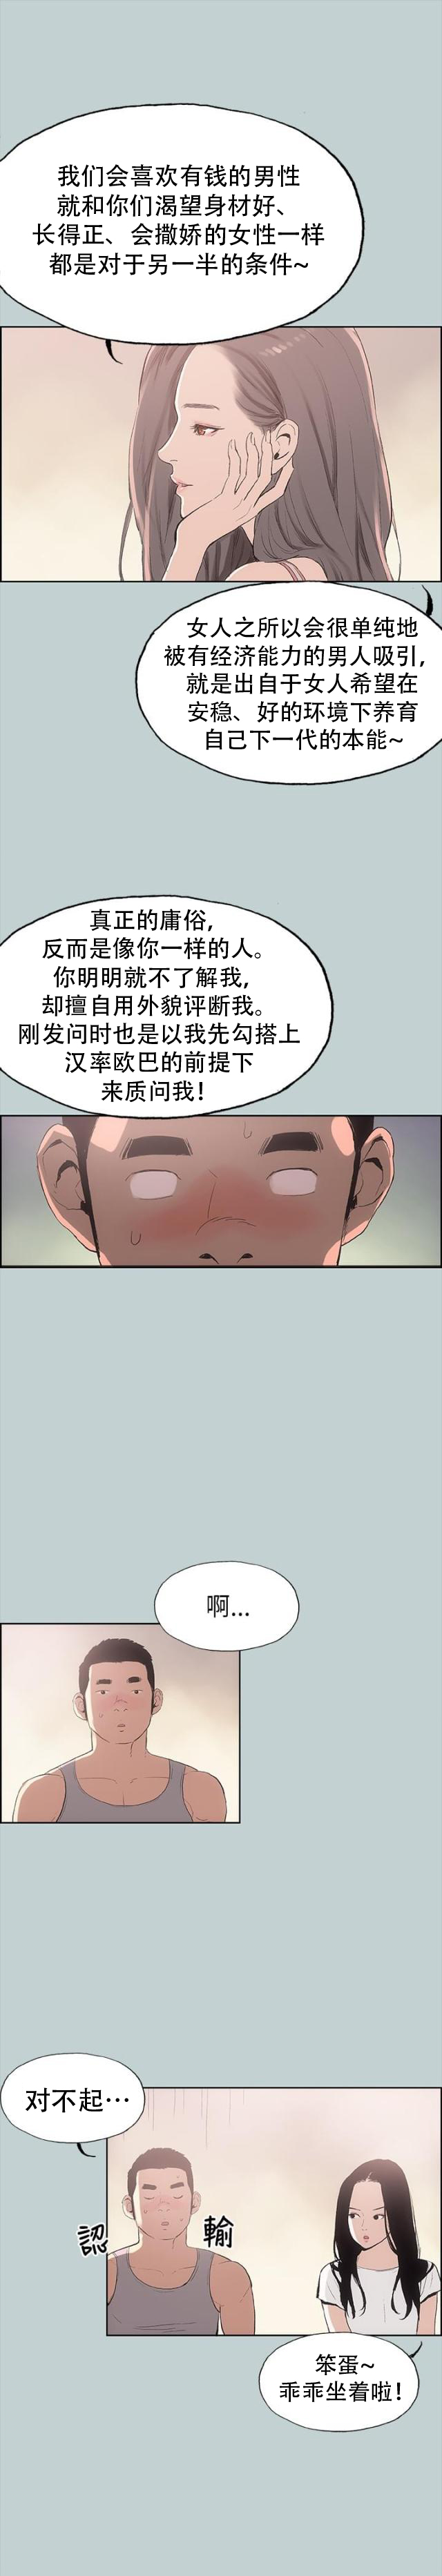 我们会喜欢有钱的男性
就和你们渴望身材好、
长得正、会撒娇的女性一样
都是对于另一半的条件~
女人之所以会很单纯地
被有经济能力的男人吸引，
就是出自于女人希望在
安稳、好的环境下养育
自己下一代的本能~
真正的庸俗，
反而是像你一样的人。
你明明就不了解我，
却擅自用外貌评断我。
刚发问时也是以我先勾搭上
汉率欧巴的前提下
来质问我！
啊…
对不起…
認輸
笨蛋~
乖乖坐着啦！